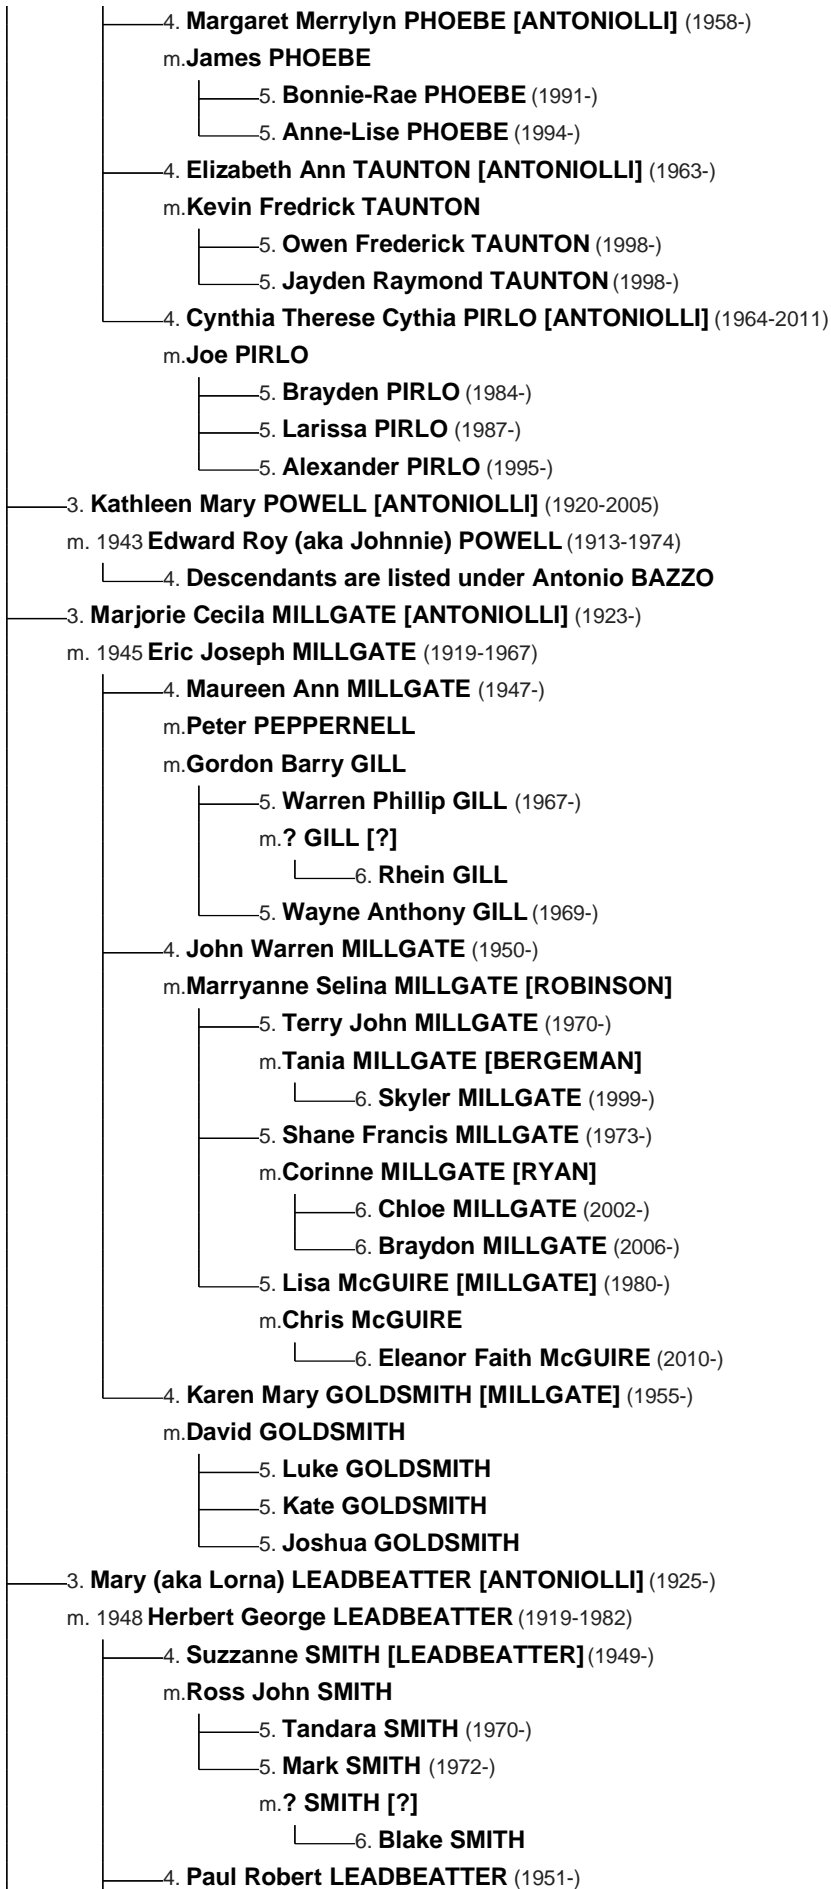 4. Margaret Merrylyn PHOEBE [ANTONIOLLI] (1958-)
m.James PHOEBE
5. Bonnie-Rae PHOEBE (1991-)
5. Anne-Lise PHOEBE (1994-)
4. Elizabeth Ann TAUNTON [ANTONIOLLI] (1963-)
m.Kevin Fredrick TAUNTON
5. Owen Frederick TAUNTON (1998-)
5. Jayden Raymond TAUNTON (1998-)
4. Cynthia Therese Cythia PIRLO [ANTONIOLLI] (1964-2011)
m.Joe PIRLO
5. Brayden PIRLO (1984-)
5. Larissa PIRLO (1987-)
5. Alexander PIRLO (1995-)
3. Kathleen Mary POWELL [ANTONIOLLI] (1920-2005)
m. 1943 Edward Roy (aka Johnnie) POWELL (1913-1974)
4. Descendants are listed under Antonio BAZZO
3. Marjorie Cecila MILLGATE [ANTONIOLLI] (1923-)
m. 1945 Eric Joseph MILLGATE (1919-1967)
4. Maureen Ann MILLGATE (1947-)
m.Peter PEPPERNELL
m.Gordon Barry GILL
5. Warren Phillip GILL (1967-)
m.? GILL [?]
6. Rhein GILL
5. Wayne Anthony GILL (1969-)
4. John Warren MILLGATE (1950-)
m.Marryanne Selina MILLGATE [ROBINSON]
5. Terry John MILLGATE (1970-)
m.Tania MILLGATE [BERGEMAN]
6. Skyler MILLGATE (1999-)
5. Shane Francis MILLGATE (1973-)
m.Corinne MILLGATE [RYAN]
6. Chloe MILLGATE (2002-)
6. Braydon MILLGATE (2006-)
5. Lisa McGUIRE [MILLGATE] (1980-)
m.Chris McGUIRE
6. Eleanor Faith McGUIRE (2010-)
4. Karen Mary GOLDSMITH [MILLGATE] (1955-)
m.David GOLDSMITH
5. Luke GOLDSMITH
5. Kate GOLDSMITH
5. Joshua GOLDSMITH
3. Mary (aka Lorna) LEADBEATTER [ANTONIOLLI] (1925-)
m. 1948 Herbert George LEADBEATTER (1919-1982)
4. Suzzanne SMITH [LEADBEATTER] (1949-)
m.Ross John SMITH
5. Tandara SMITH (1970-)
5. Mark SMITH (1972-)
m.? SMITH [?]
6. Blake SMITH
4. Paul Robert LEADBEATTER (1951-)